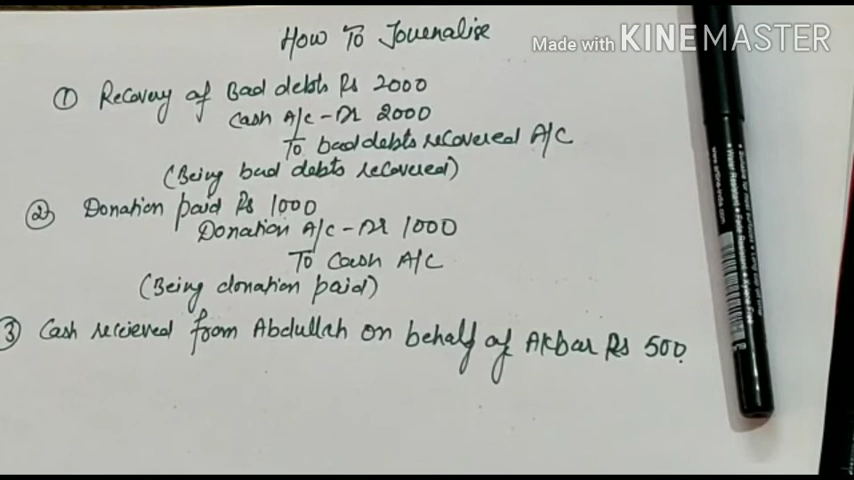 How To Journalise
Made with KINEMASTER
① Recovery of Bad debts Rs 2000
Cash A/c - Dr 2000
To bad debts recovered A/C
(Being bad debts recovered)
② Donation paid Rs 1000
Donation A/c - Dr 1000
To Cash A/C
(Being donation paid)
③ Cash recieved from Abdullah on behalf of Akbar Rs 500.